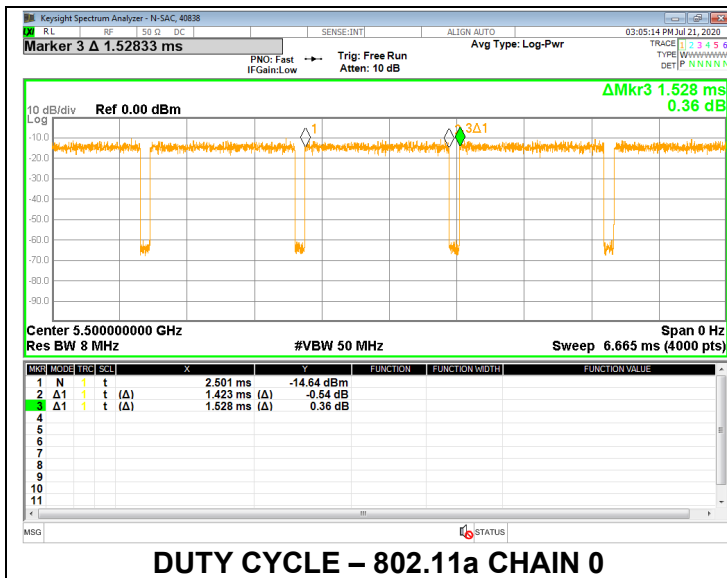 Keysight Spectrum Analyzer - N-SAC, 40838
LXI RL RF 50 Ω DC SENSE:INT ALIGN AUTO 03:05:14 PM Jul 21, 2020
Marker 3 Δ 1.52833 ms Avg Type: Log-Pwr TRACE 1 2 3 4 5 6
PNO: Fast Trig: Free Run TYPE WWWWWW
IFGain:Low Atten: 10 dB DET P N N N N N
ΔMkr3 1.528 ms
10 dB/div Ref 0.00 dBm 0.36 dB
Log
1 2 3Δ1
-10.0
-20.0
-30.0
-40.0
-50.0
-60.0
-70.0
-80.0
-90.0
Center 5.500000000 GHz Span 0 Hz
Res BW 8 MHz #VBW 50 MHz Sweep 6.665 ms (4000 pts)
MKR MODE TRC SCL X Y FUNCTION FUNCTION WIDTH FUNCTION VALUE
1 N 1 t 2.501 ms -14.64 dBm
2 Δ1 1 t (Δ) 1.423 ms (Δ) -0.54 dB
3 Δ1 1 t (Δ) 1.528 ms (Δ) 0.36 dB
4
5
6
7
8
9
10
11
MSG STATUS
DUTY CYCLE – 802.11a CHAIN 0